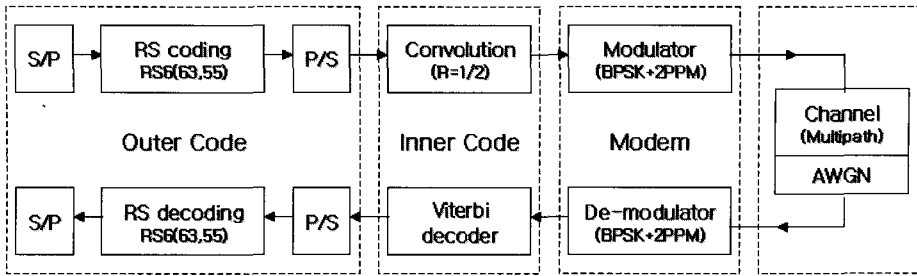 S/P
RS coding
RS6(63,55)
P/S
Convolution
(R=1/2)
Modulator
(BPSK+2PPM)
Outer Code
Inner Code
Modem
Channel
(Multipath)
AWGN
S/P
RS decoding
RS6(63,55)
P/S
Viterbi
decoder
De-modulator
(BPSK+2PPM)